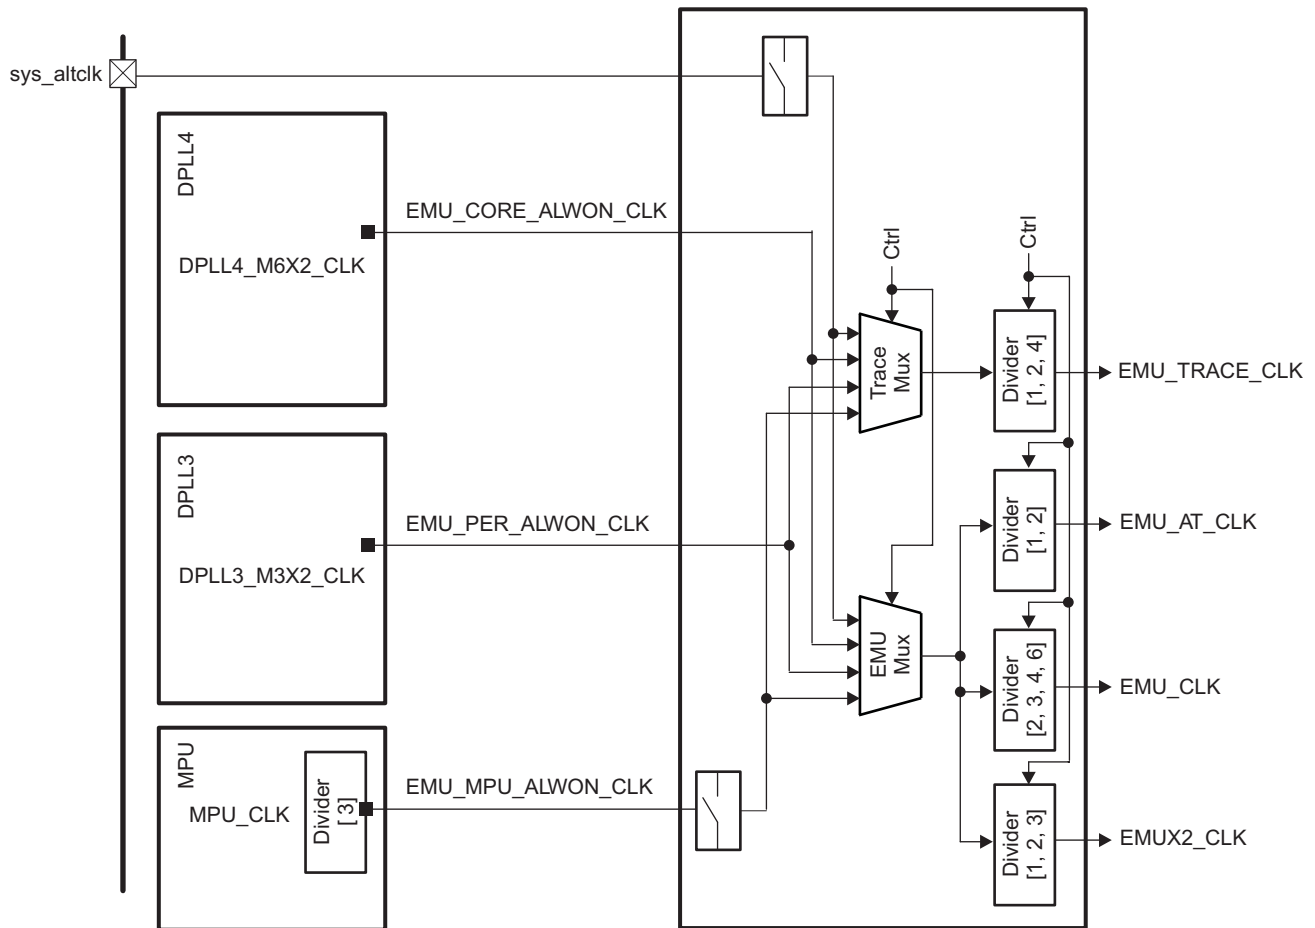 sys_altclk
DPLL4
EMU_CORE_ALWON_CLK
DPLL4_M6X2_CLK
Ctrl
Ctrl
Trace
Mux
Divider
[1, 2, 4]
EMU_TRACE_CLK
DPLL3
EMU_PER_ALWON_CLK
DPLL3_M3X2_CLK
Divider
[1, 2]
EMU_AT_CLK
EMU
Mux
Divider
[2, 3, 4, 6]
EMU_CLK
MPU
EMU_MPU_ALWON_CLK
MPU_CLK
Divider
[ 3]
Divider
[1, 2, 3]
EMUX2_CLK